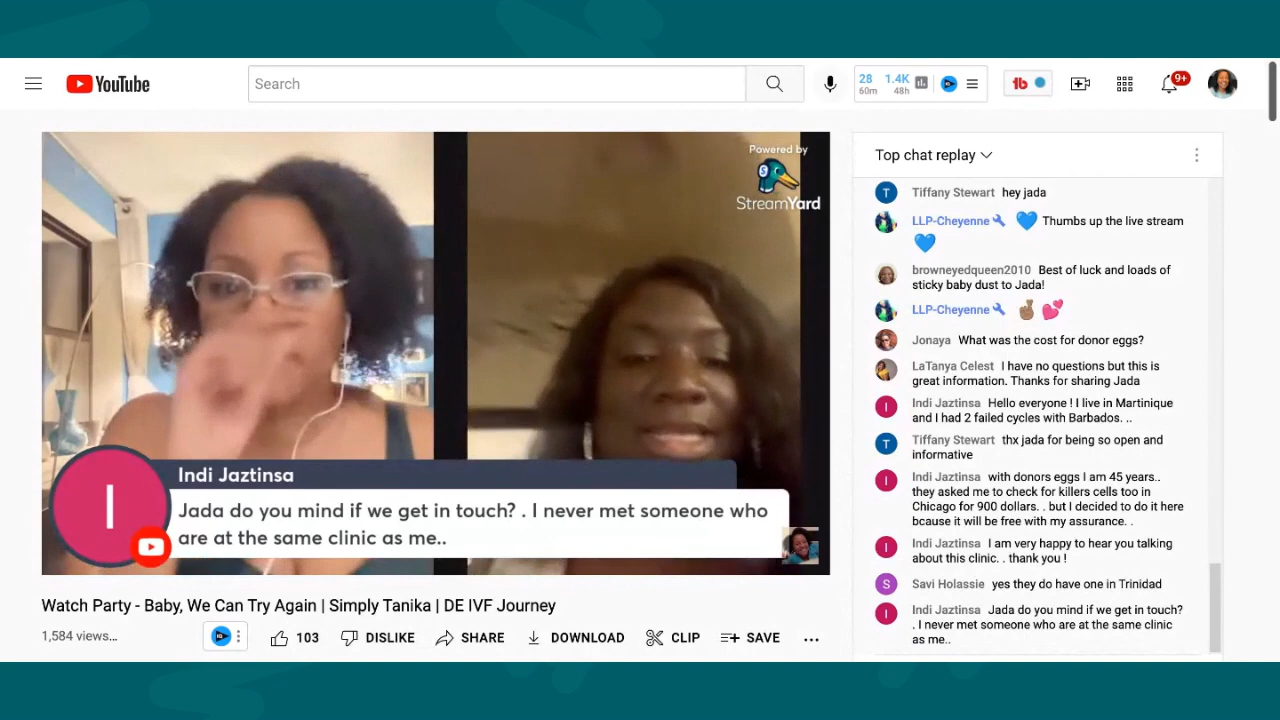 YouTube
Search
28
60m
1.4K
48h
9+
Powered by
StreamYard
Indi Jaztinsa
Jada do you mind if we get in touch? . I never met someone who
are at the same clinic as me..
I
Watch Party - Baby, We Can Try Again | Simply Tanika | DE IVF Journey
1,584 views...
103
DISLIKE
SHARE
DOWNLOAD
CLIP
SAVE
Top chat replay
T
Tiffany Stewart hey jada
LLP-Cheyenne 💙 Thumbs up the live stream
💙
browneyedqueen2010 Best of luck and loads of
sticky baby dust to Jada!
LLP-Cheyenne 🤞🏽 💕
Jonaya What was the cost for donor eggs?
LaTanya Celest I have no questions but this is
great information. Thanks for sharing Jada
I
Indi Jaztinsa Hello everyone ! I live in Martinique
and I had 2 failed cycles with Barbados. ..
T
Tiffany Stewart thx jada for being so open and
informative
I
Indi Jaztinsa with donors eggs I am 45 years..
they asked me to check for killers cells too in
Chicago for 900 dollars. . but I decided to do it here
bcause it will be free with my assurance. .
I
Indi Jaztinsa I am very happy to hear you talking
about this clinic. . thank you !
S
Savi Holassie yes they do have one in Trinidad
I
Indi Jaztinsa Jada do you mind if we get in touch?
. I never met someone who are at the same clinic
as me..